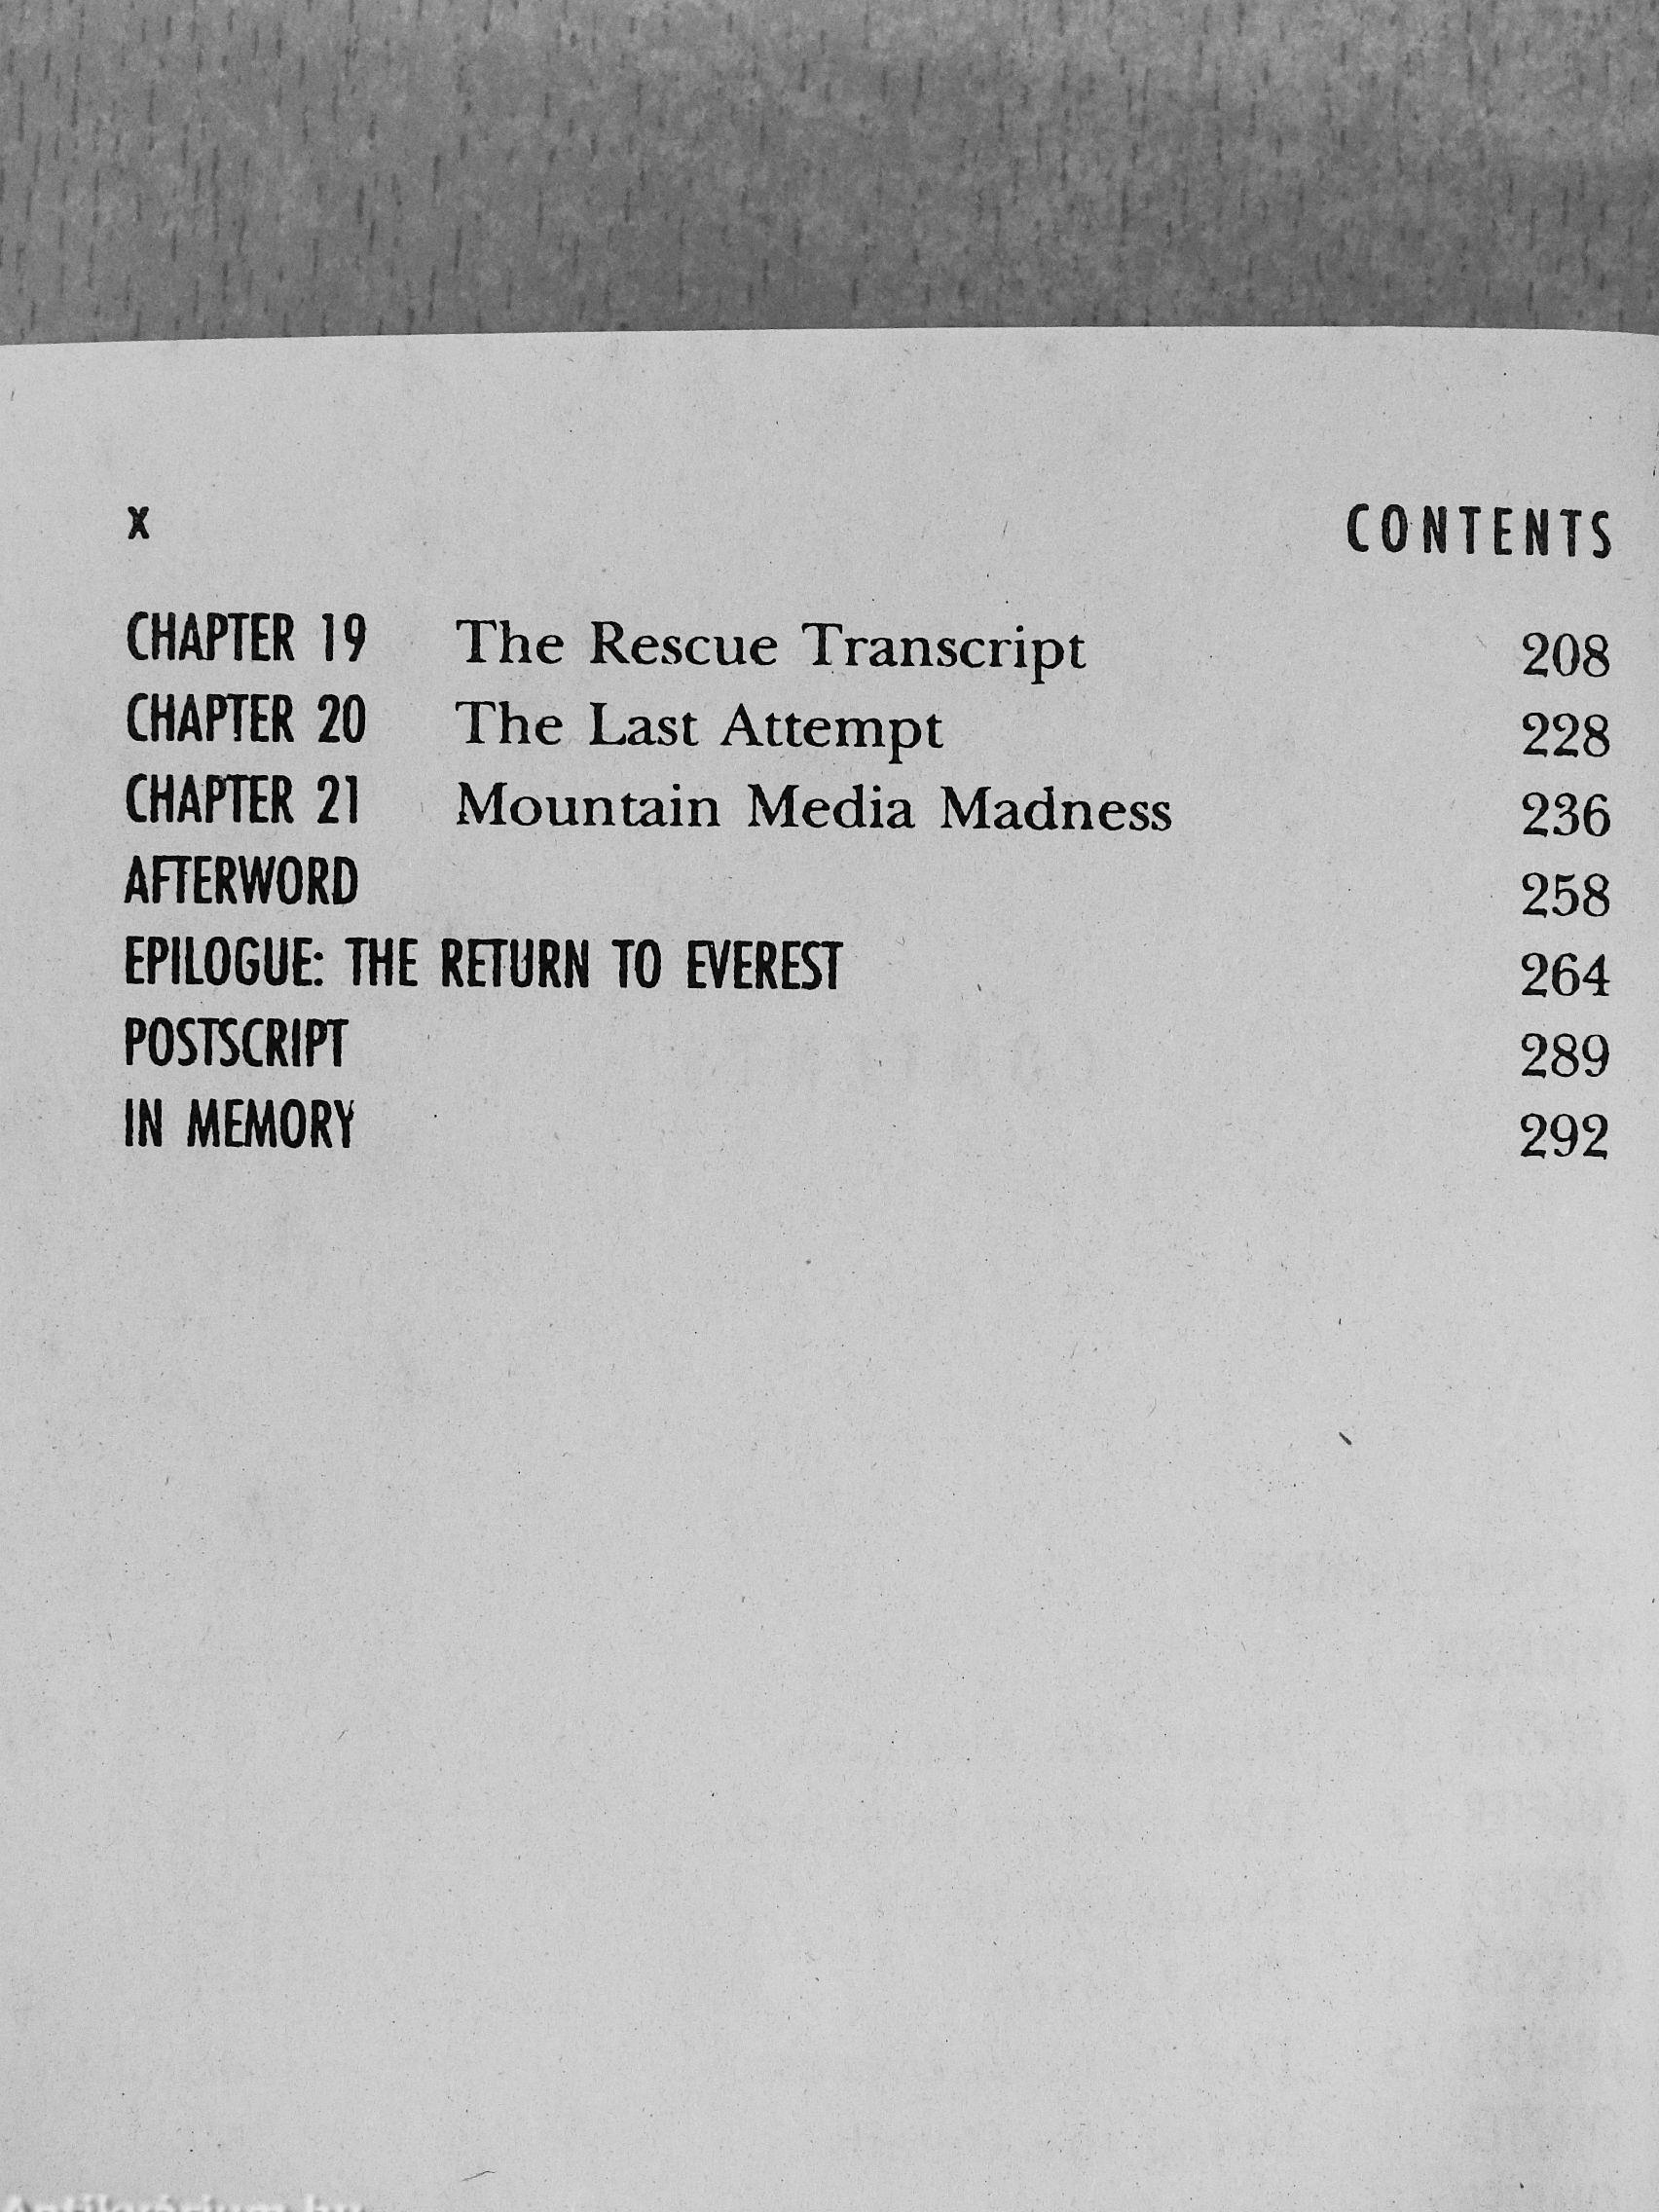 X CONTENTS
CHAPTER 19 The Rescue Transcript 208
CHAPTER 20 The Last Attempt 228
CHAPTER 21 Mountain Media Madness 236
AFTERWORD 258
EPILOGUE: THE RETURN TO EVEREST 264
POSTSCRIPT 289
IN MEMORY 292